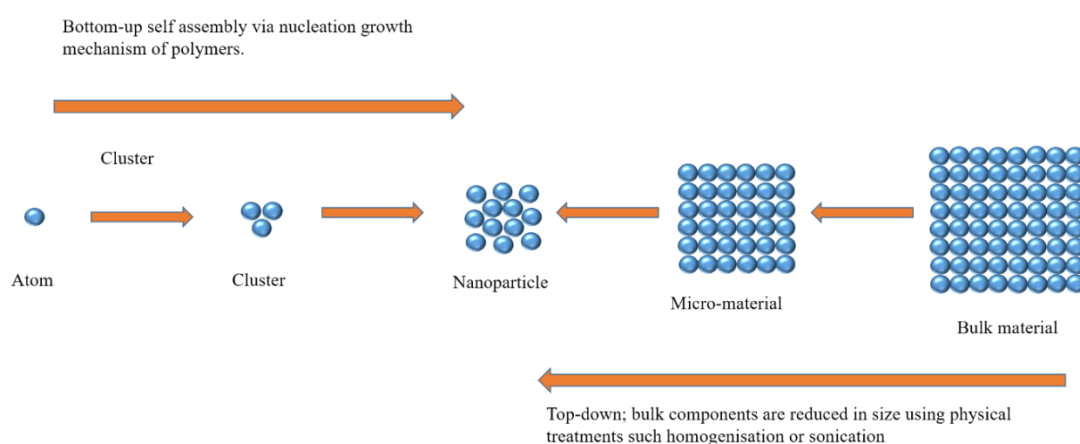 Bottom-up self assembly via nucleation growth
mechanism of polymers.
Cluster
Atom
Cluster
Nanoparticle
Micro-material
Bulk material
Top-down; bulk components are reduced in size using physical
treatments such homogenisation or sonication